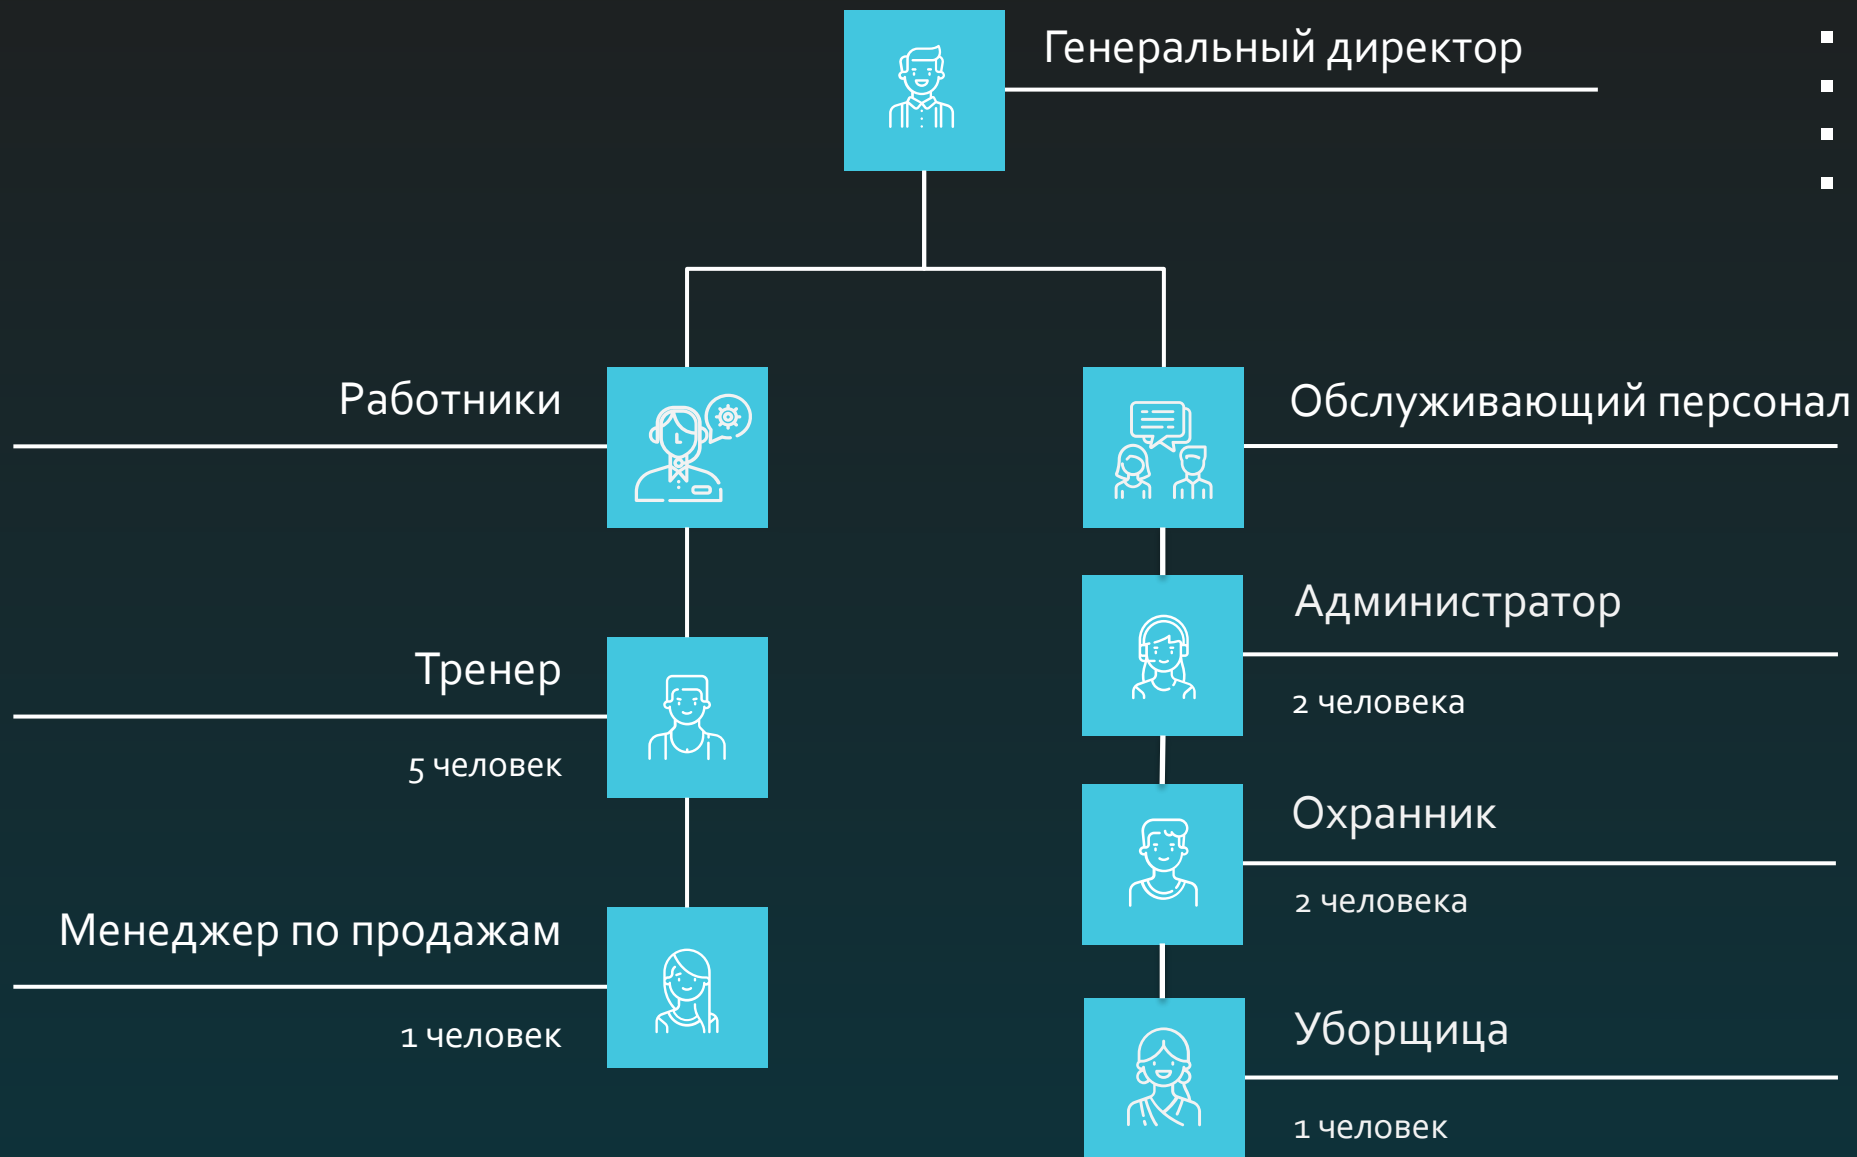 Генеральный директор
Работники
Тренер
5 человек
Менеджер по продажам
1 человек
Обслуживающий персонал
Администратор
2 человека
Охранник
2 человека
Уборщица
1 человек